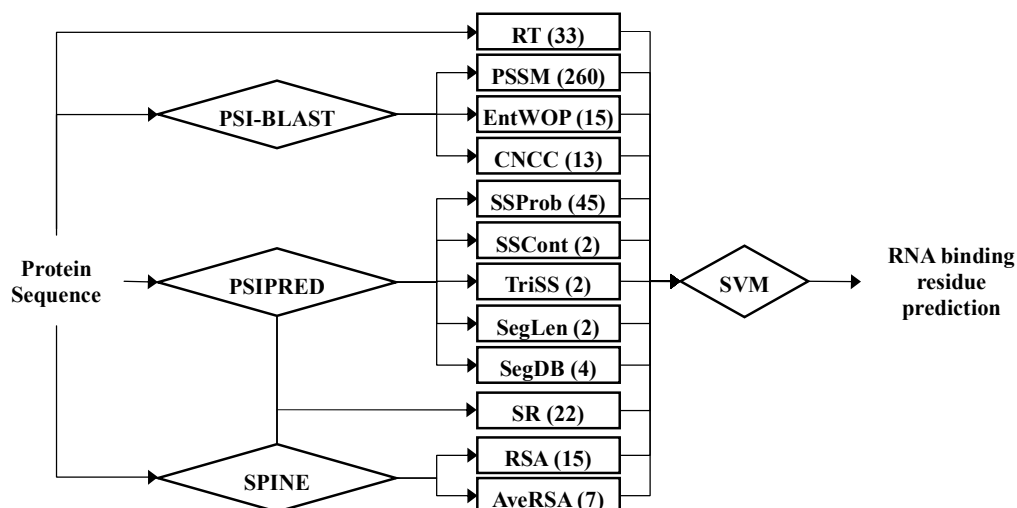 RT (33)
PSSM (260)
PSI-BLAST
EntWOP (15)
CNCC (13)
SSProb (45)
SSCont (2)
Protein
Sequence
PSIPRED
TriSS (2)
SVM
RNA binding
residue
prediction
SegLen (2)
SegDB (4)
SR (22)
RSA (15)
SPINE
AveRSA (7)